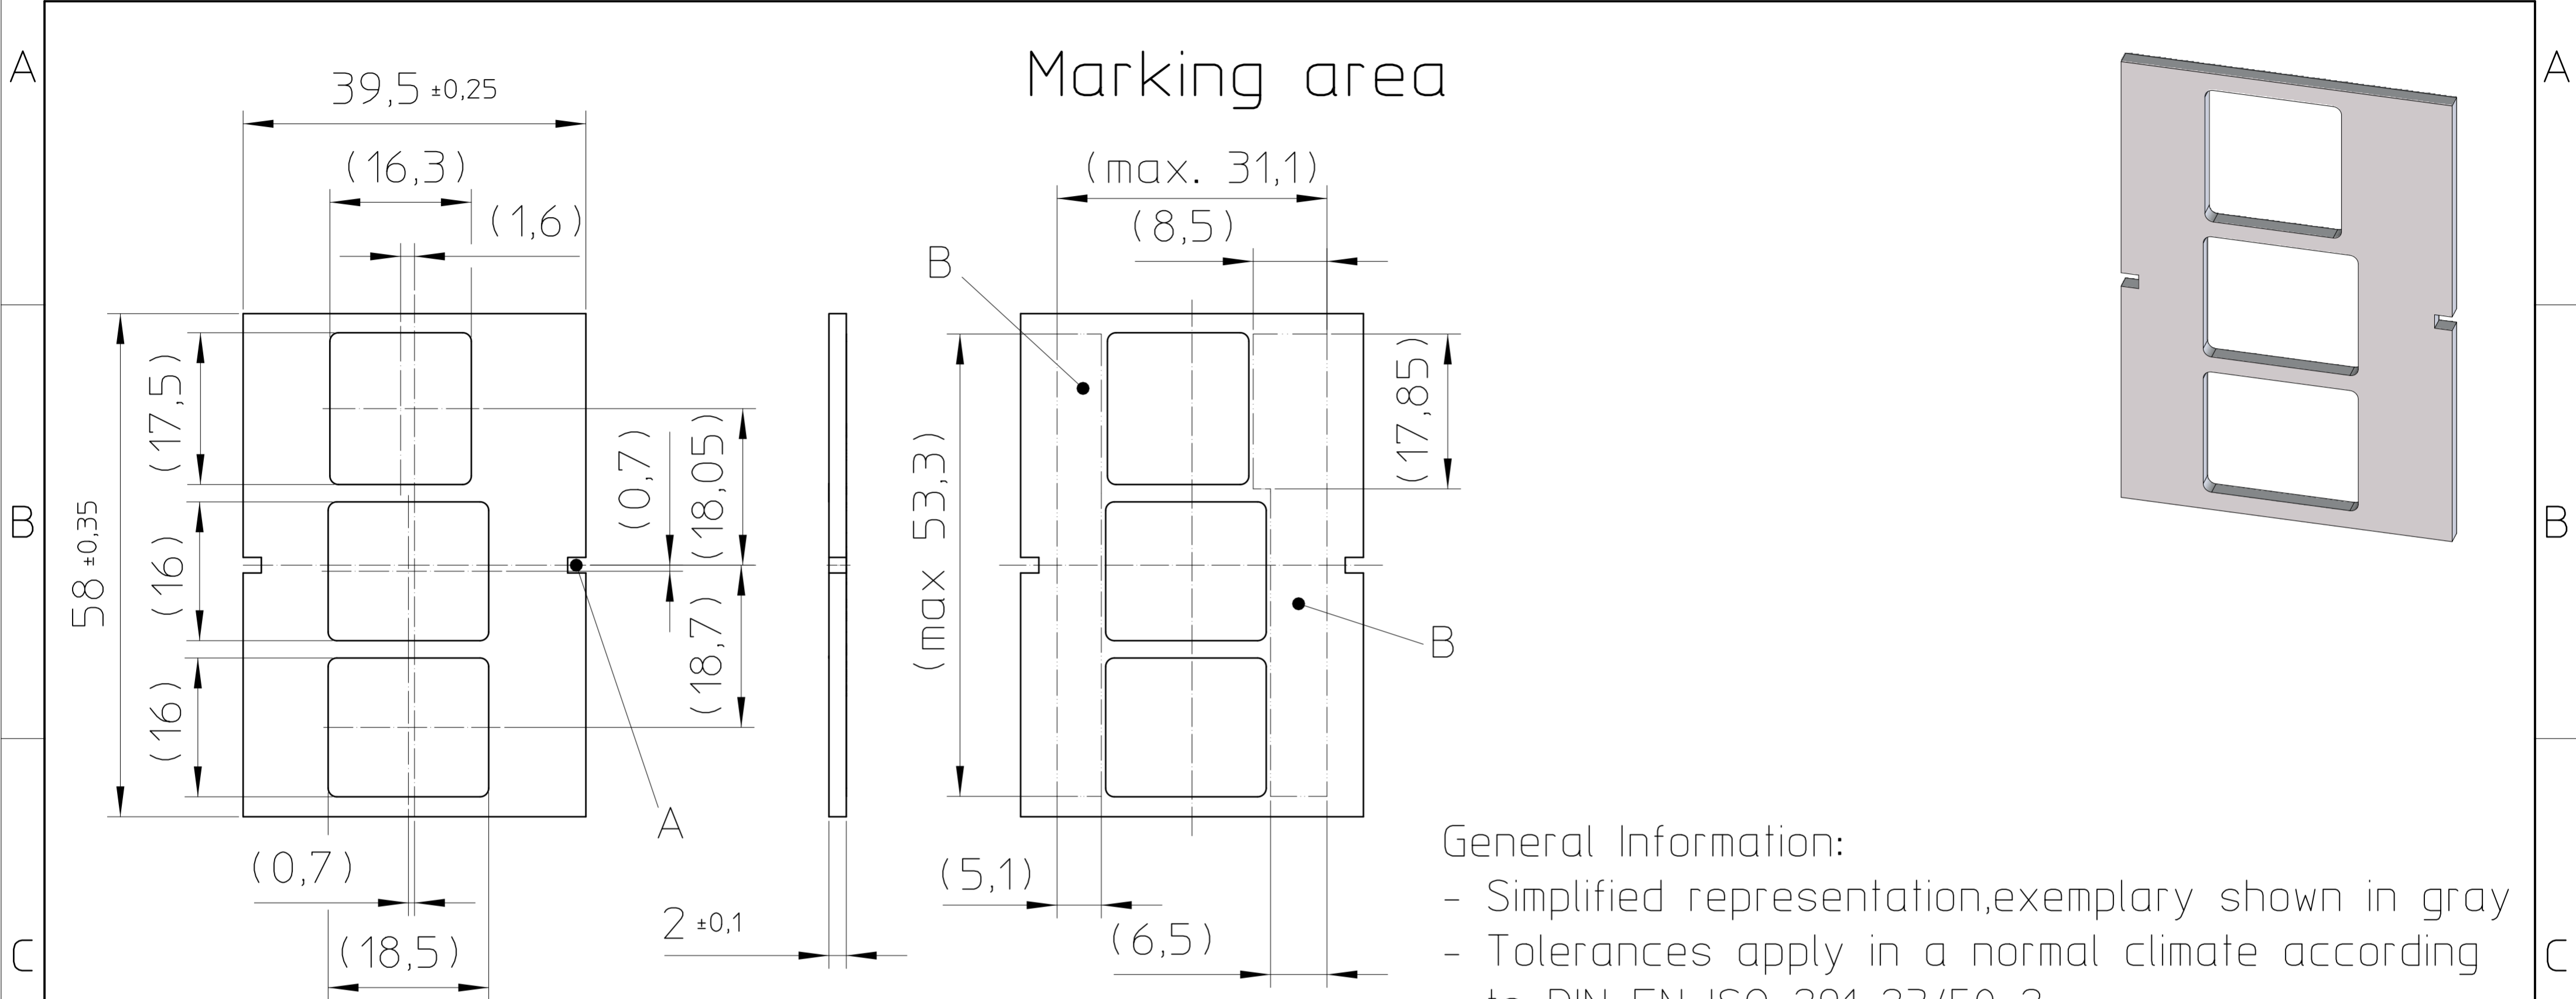 A
A
Marking area
39,5 ±0,25
(16,3)
(1,6)
(max. 31,1)
(8,5)
B
(17,5)
(17,85)
(0,7)
(18,05)
(max 53,3)
58 ±0,35
B
B
(16)
(18,7)
B
(16)
A
(0,7)
(5,1)
2 ±0,1
(6,5)
(18,5)
C
C
General Information:
- Simplified representation,exemplary shown in gray
- Tolerances apply in a normal climate according